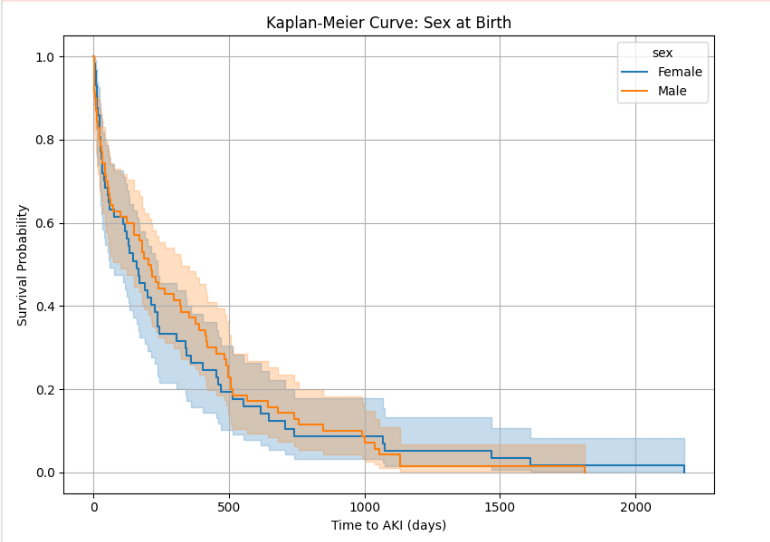 Kaplan-Meier Curve: Sex at Birth
sex
Female
Male
1.0
0.8
0.6
0.4
0.2
0.0
Survival Probability
0 500 1000 1500 2000
Time to AKI (days)